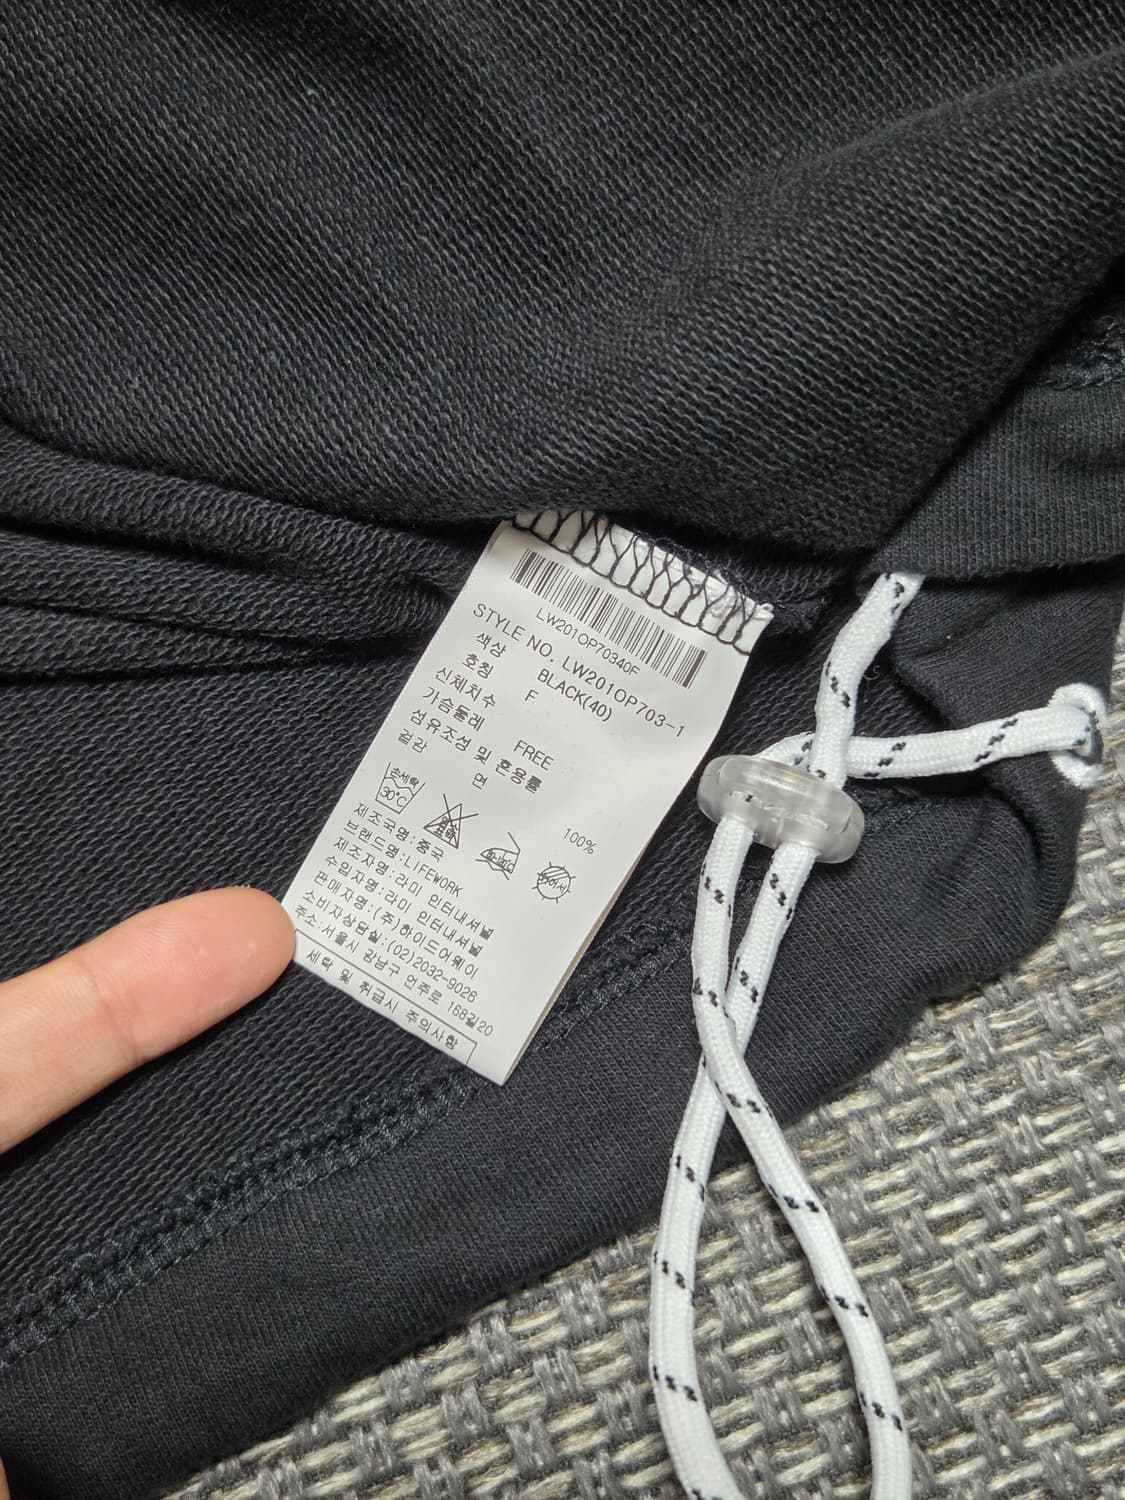 LW201OP70340F
STYLE NO. LW201OP703-1
색상 BLACK(40)
호칭 F
신체치수
가슴둘레 FREE
섬유조성 및 혼용률
겉감 면 100%
손세탁
30℃
제조국명:중국
브랜드명:LIFEWORK
제조자명:라미 인터내셔널
수입자명:라미 인터내셔널
판매자명:(주)하이드어웨이
소비자상담실:(02)2032-9026
주소:서울시 강남구 언주로 168길20
세탁 및 취급시 주의사항